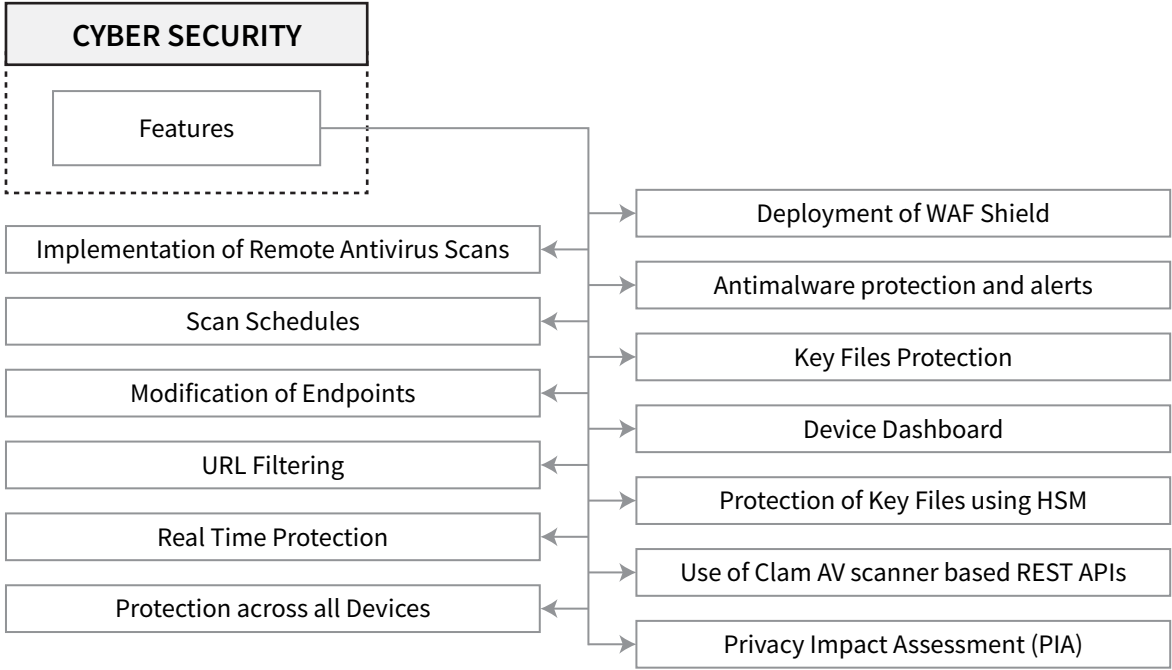 CYBER SECURITY
Features
Implementation of Remote Antivirus Scans
Scan Schedules
Modification of Endpoints
URL Filtering
Real Time Protection
Protection across all Devices
Deployment of WAF Shield
Antimalware protection and alerts
Key Files Protection
Device Dashboard
Protection of Key Files using HSM
Use of Clam AV scanner based REST APIs
Privacy Impact Assessment (PIA)